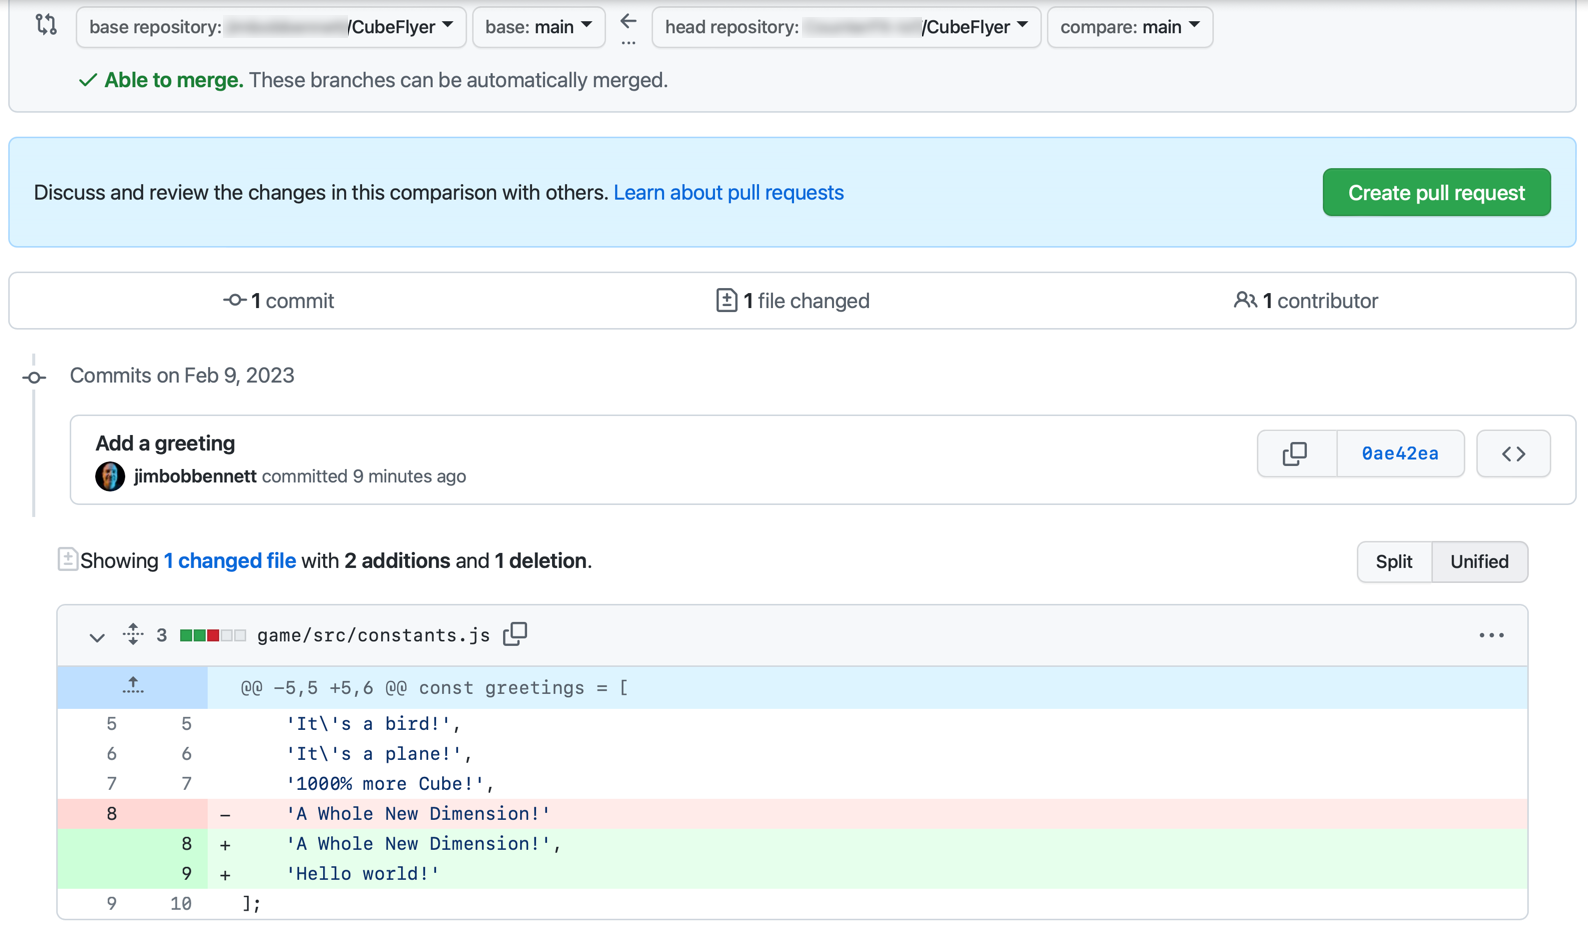 base repository: /CubeFlyer base: main ← ... head repository: /CubeFlyer compare: main
Able to merge. These branches can be automatically merged.
Discuss and review the changes in this comparison with others. Learn about pull requests
Create pull request
1 commit
1 file changed
1 contributor
Commits on Feb 9, 2023
Add a greeting
jimbobbennett committed 9 minutes ago
0ae42ea
Showing 1 changed file with 2 additions and 1 deletion.
Split Unified
3 game/src/constants.js
@@ -5,5 +5,6 @@ const greetings = [
5 5 'It\'s a bird!',
6 6 'It\'s a plane!',
7 7 '1000% more Cube!',
8 - 'A Whole New Dimension!'
8 + 'A Whole New Dimension!',
9 + 'Hello world!'
9 10 ];